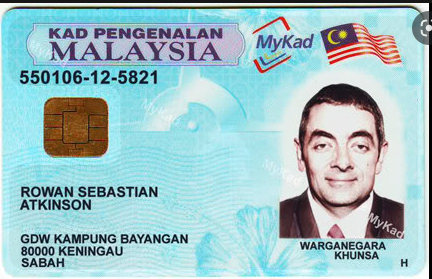 KAD PENGENALAN
MALAYSIA
MyKad
550106-12-5821
ROWAN SEBASTIAN
ATKINSON
GDW KAMPUNG BAYANGAN
80000 KENINGAU
SABAH
MyKad
WARGANEGARA
KHUNSA
H